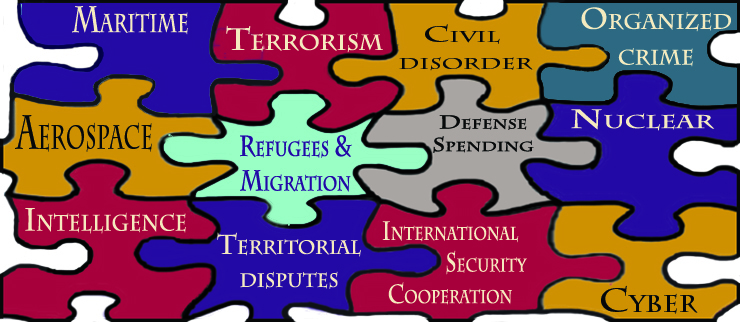 Maritime
Terrorism
Civil
disorder
Organized
crime
Aerospace
Refugees &
Migration
Defense
Spending
Nuclear
Intelligence
Territorial
disputes
International
Security
Cooperation
Cyber